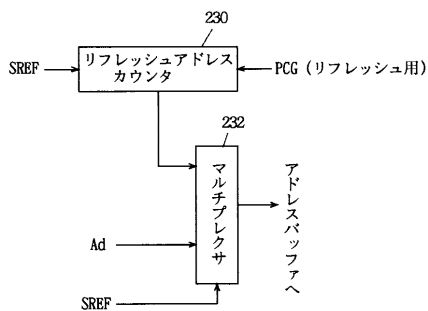 230
リフレッシュアドレス
カウンタ
SREF
PCG (リフレッシュ用)
232
マルチプレクサ
アドレスバッファへ
Ad
SREF